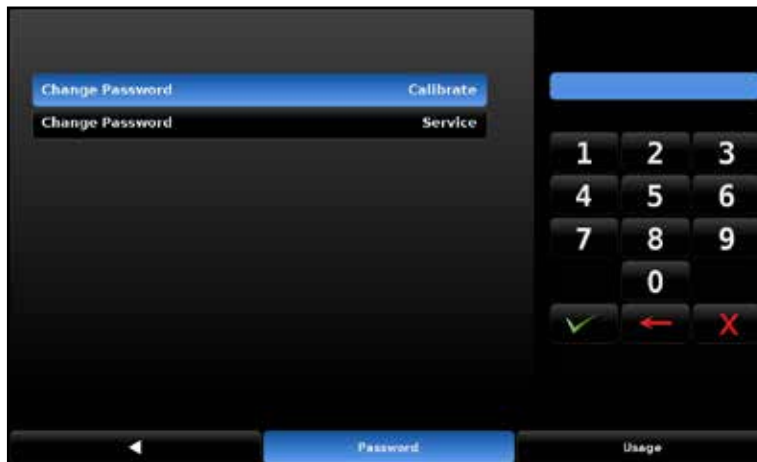 Change Password Calibrate
Change Password Service
1 2 3
4 5 6
7 8 9
0
X
Password Usage